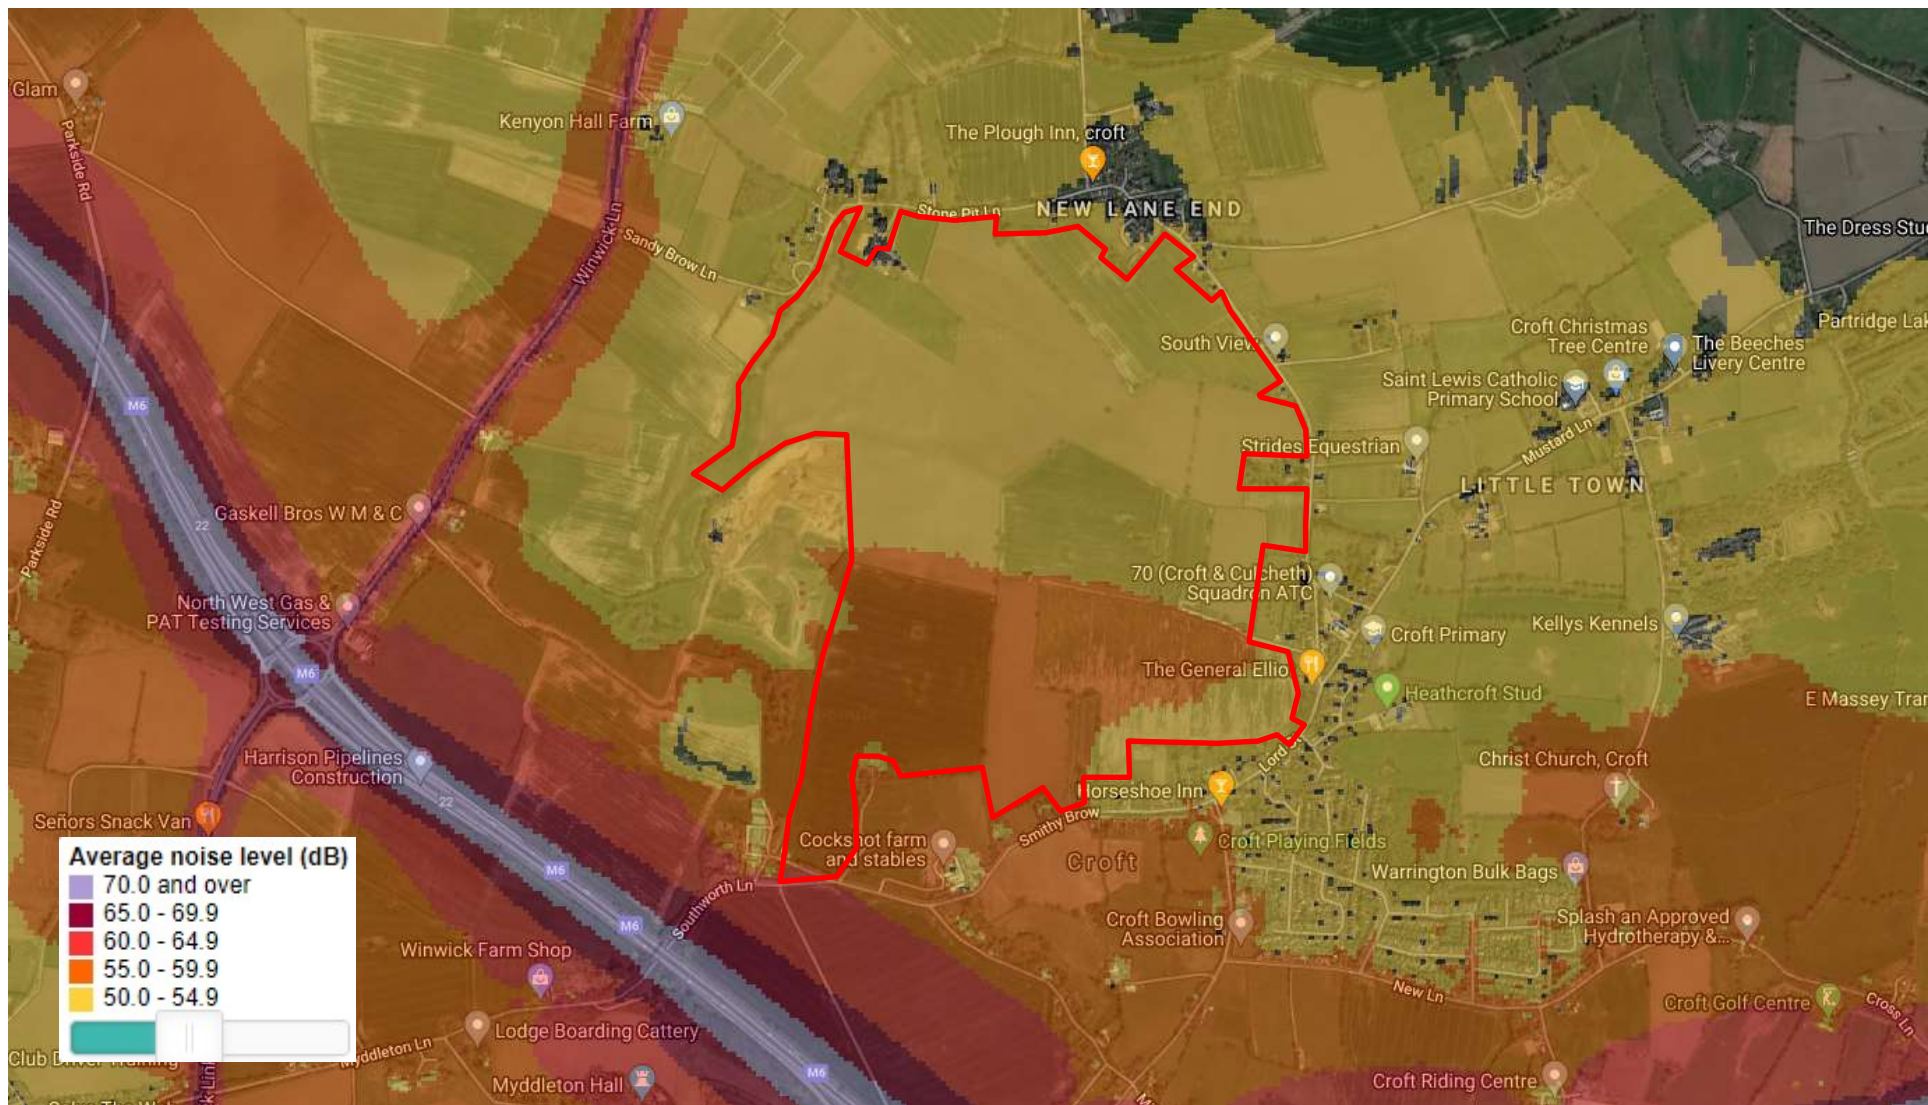 Glam
Parkside Rd
Kenyon Hall Farm
The Plough Inn, croft
Stone Pit Ln
NEW LANE END
Winwick Ln
Sandy Brow Ln
The Dress Stu
Partridge Lak
South View
Croft Christmas
Tree Centre
The Beeches
Livery Centre
Saint Lewis Catholic
Primary School
M6
Strides Equestrian
Mustard Ln
LITTLE TOWN
Gaskell Bros W M & C
22
Parkside Rd
70 (Croft & Culcheth)
Squadron ATC
North West Gas &
PAT Testing Services
Croft Primary
Kellys Kennels
M6
The General Ellio
Heathcroft Stud
E Massey Tran
Harrison Pipelines
Construction
Lord St
Christ Church, Croft
Horseshoe Inn
22
Señors Snack Van
Smithy Brow
Cockshot farm
and stables
Croft
Croft Playing Fields
Warrington Bulk Bags
Average noise level (dB)
70.0 and over
65.0 - 69.9
60.0 - 64.9
55.0 - 59.9
50.0 - 54.9
M6
Southworth Ln
M6
Croft Bowling
Association
Splash an Approved
Hydrotherapy &...
Winwick Farm Shop
New Ln
Croft Golf Centre
Cross Ln
Lodge Boarding Cattery
Myddleton Ln
M6
Myddleton Hall
Croft Riding Centre